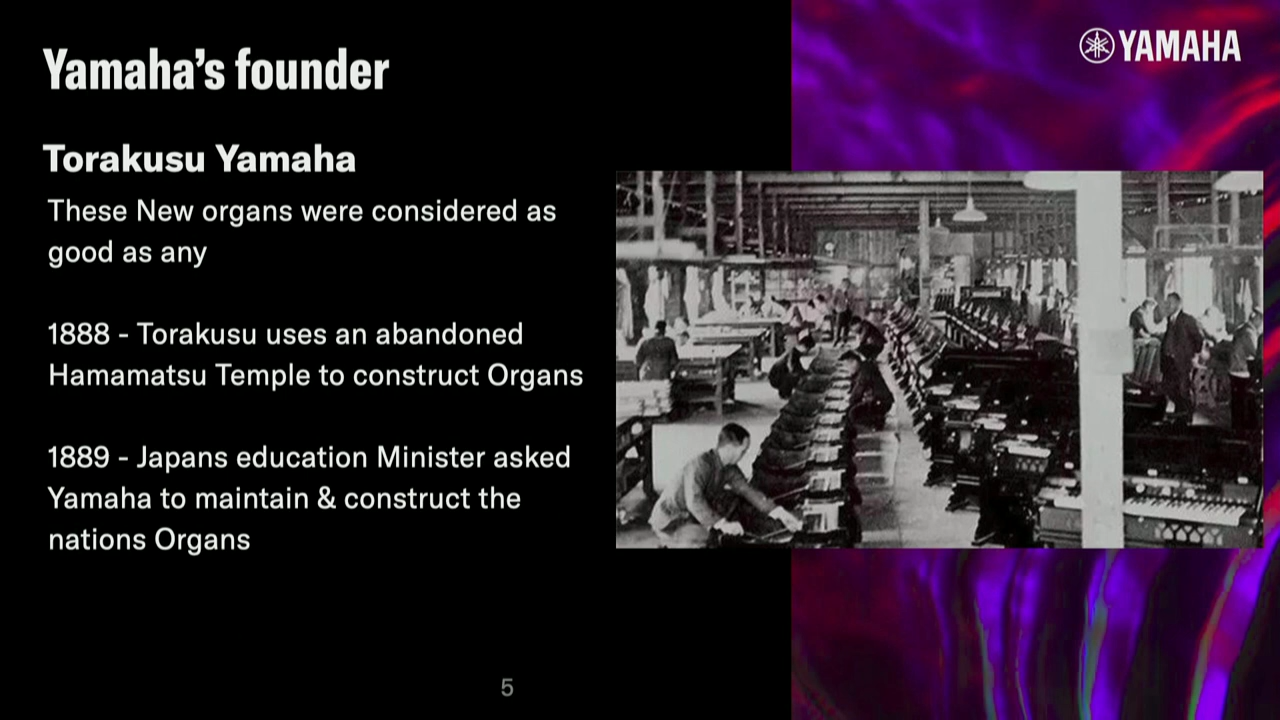 Yamaha’s founder
YAMAHA
Torakusu Yamaha
These New organs were considered as
good as any
1888 - Torakusu uses an abandoned
Hamamatsu Temple to construct Organs
1889 - Japans education Minister asked
Yamaha to maintain & construct the
nations Organs
5